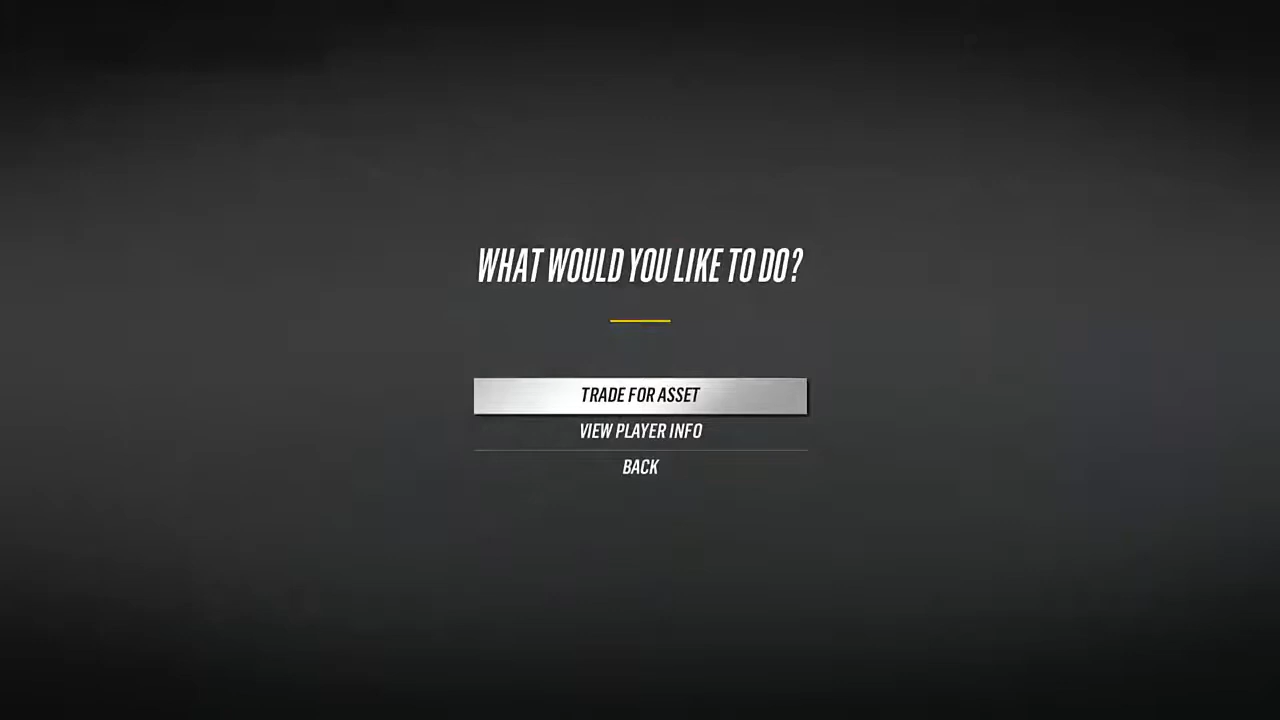 WHAT WOULD YOU LIKE TO DO?
TRADE FOR ASSET
VIEW PLAYER INFO
BACK